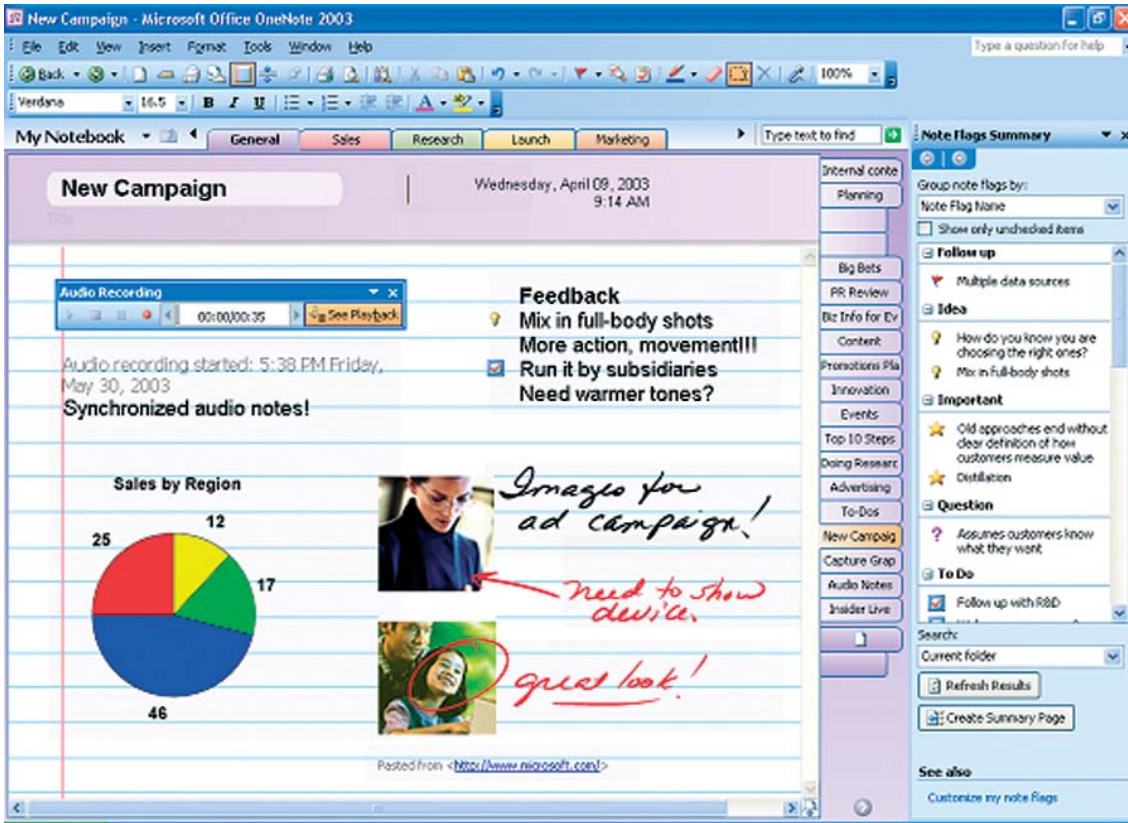 New Campaign - Microsoft Office OneNote 2003
File Edit View Insert Format Tools Window Help
Type a question for help
Back
100%
Verdana 16.5 B I U A
My Notebook General Sales Research Launch Marketing
Type text to find
New Campaign
Title
Wednesday, April 09, 2003
9:14 AM
Audio Recording
00:00/00:35 See Playback
Audio recording started: 5:38 PM Friday,
May 30, 2003
Synchronized audio notes!
Feedback
Mix in full-body shots
More action, movement!!!
Run it by subsidiaries
Need warmer tones?
Sales by Region
12
25
17
46
Images for
ad campaign!
need to show
device.
great look!
Pasted from <http://www.microsoft.com/>
Internal conte
Planning
Big Bets
PR Review
Biz Info for Ev
Content
Promotions Pla
Innovation
Events
Top 10 Steps
Doing Researc
Advertising
To-Dos
New Campaig
Capture Grap
Audio Notes
Insider Live
Note Flags Summary
Group note flags by:
Note Flag Name
Show only unchecked items
Follow up
Multiple data sources
Idea
How do you know you are
choosing the right ones?
Mix in full-body shots
Important
Old approaches end without
clear definition of how
customers measure value
Distillation
Question
? Assumes customers know
what they want
To Do
Follow up with R&D
Search:
Current folder
Refresh Results
Create Summary Page
See also
Customize my note flags